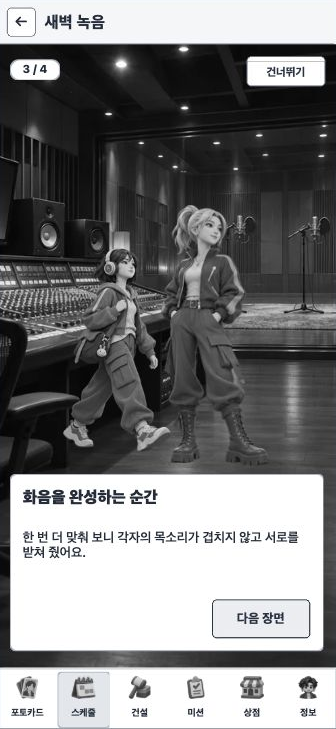 새벽 녹음
3 / 4
건너뛰기
화음을 완성하는 순간
한 번 더 맞춰 보니 각자의 목소리가 겹치지 않고 서로를
받쳐 줬어요.
다음 장면
포토카드
스케줄
건설
미션
상점
정보